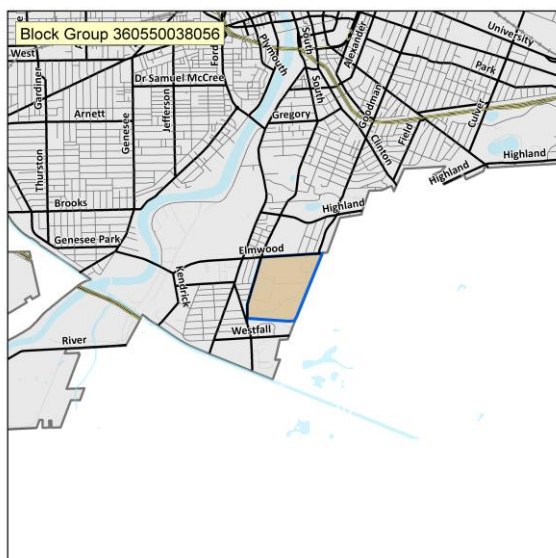 Block Group 360550038056
West
Gardiner
Ford
Plymouth
South
Alexander
University
Park
Dr Samuel McCree
Genesee
Jefferson
South
Goodman
Arnett
Gregory
Clinton
Field
Culver
Thurston
Highland
Highland
Brooks
Highland
Genesee Park
Elmwood
Kendrick
River
Westfall